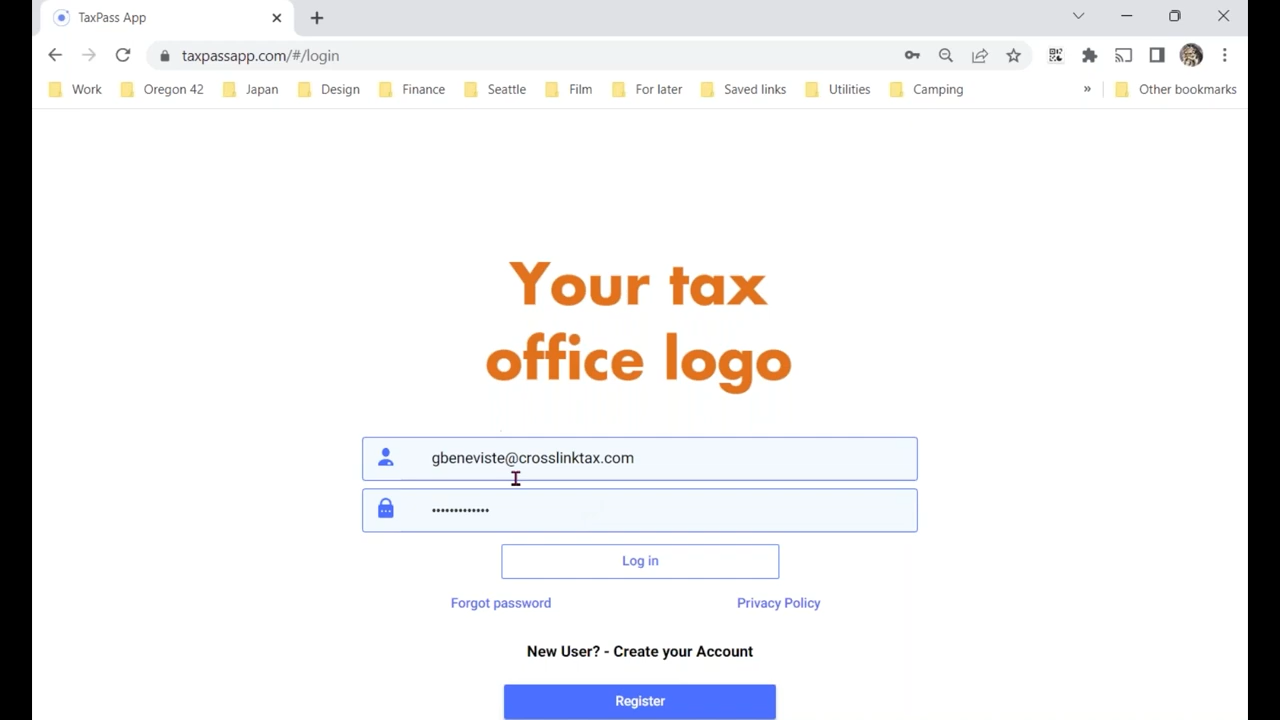 TaxPass App
taxpassapp.com/#/login
Work Oregon 42 Japan Design Finance Seattle Film For later Saved links Utilities Camping » Other bookmarks
Your tax
office logo
gbeneviste@crosslinktax.com
•••••••••••••
Log in
Forgot password Privacy Policy
New User? - Create your Account
Register